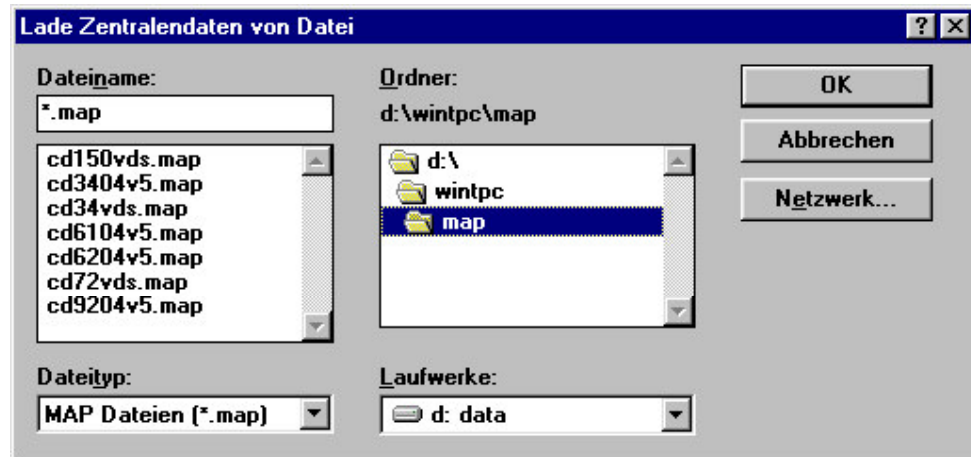 Lade Zentralendaten von Datei
Dateiname:
*.map
cd150vds.map
cd3404v5.map
cd34vds.map
cd6104v5.map
cd6204v5.map
cd72vds.map
cd9204v5.map
Dateityp:
MAP Dateien (*.map)
Ordner:
d:\wintpc\map
d:\
wintpc
map
Laufwerke:
d: data
OK
Abbrechen
Netzwerk...